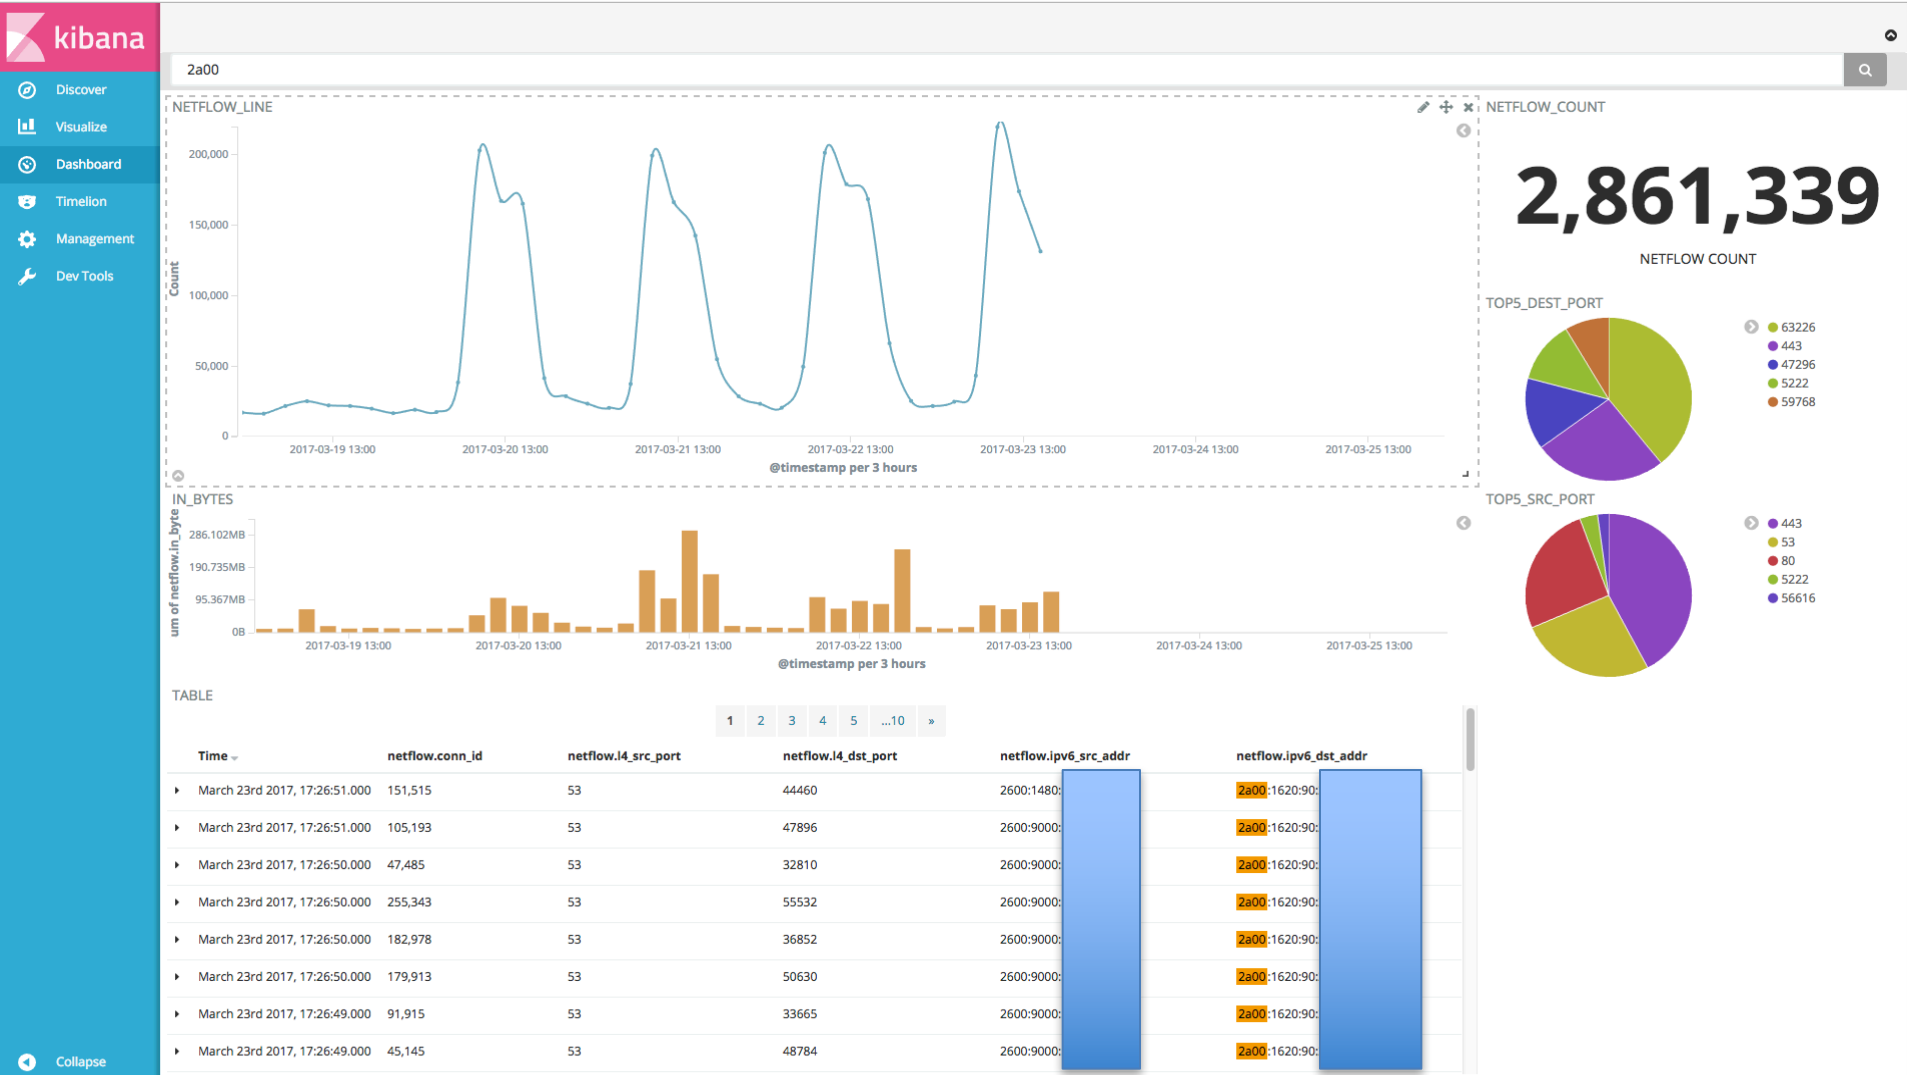 kibana
2a00
Discover
Visualize
Dashboard
Timelion
Management
Dev Tools
Collapse
NETFLOW_LINE
200,000
150,000
100,000
50,000
0
Count
2017-03-19 13:00 2017-03-20 13:00 2017-03-21 13:00 2017-03-22 13:00 2017-03-23 13:00 2017-03-24 13:00 2017-03-25 13:00
@timestamp per 3 hours
NETFLOW_COUNT
2,861,339
NETFLOW COUNT
TOP5_DEST_PORT
63226
443
47296
5222
59768
IN_BYTES
286.102MB
190.735MB
95.367MB
0B
um of netflow.in_byte
2017-03-19 13:00 2017-03-20 13:00 2017-03-21 13:00 2017-03-22 13:00 2017-03-23 13:00 2017-03-24 13:00 2017-03-25 13:00
@timestamp per 3 hours
TOP5_SRC_PORT
443
53
80
5222
56616
TABLE
1 2 3 4 5 ...10 »
Time netflow.conn_id netflow.l4_src_port netflow.l4_dst_port netflow.ipv6_src_addr netflow.ipv6_dst_addr
March 23rd 2017, 17:26:51.000 151,515 53 44460 2600:1480: 2a00:1620:90:
March 23rd 2017, 17:26:51.000 105,193 53 47896 2600:9000: 2a00:1620:90:
March 23rd 2017, 17:26:50.000 47,485 53 32810 2600:9000: 2a00:1620:90:
March 23rd 2017, 17:26:50.000 255,343 53 55532 2600:9000: 2a00:1620:90:
March 23rd 2017, 17:26:50.000 182,978 53 36852 2600:9000: 2a00:1620:90:
March 23rd 2017, 17:26:50.000 179,913 53 50630 2600:9000: 2a00:1620:90:
March 23rd 2017, 17:26:49.000 91,915 53 33665 2600:9000: 2a00:1620:90:
March 23rd 2017, 17:26:49.000 45,145 53 48784 2600:9000: 2a00:1620:90: